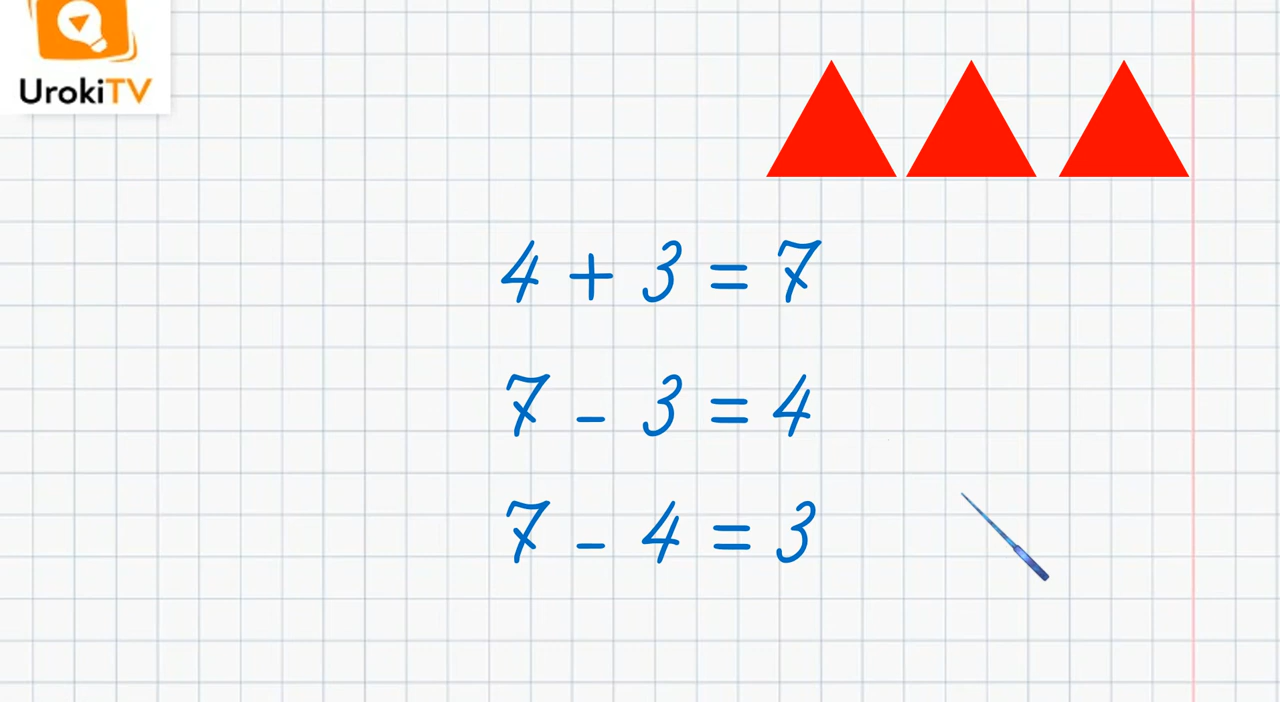 UrokiTV
4 + 3 = 7
7 - 3 = 4
7 - 4 = 3